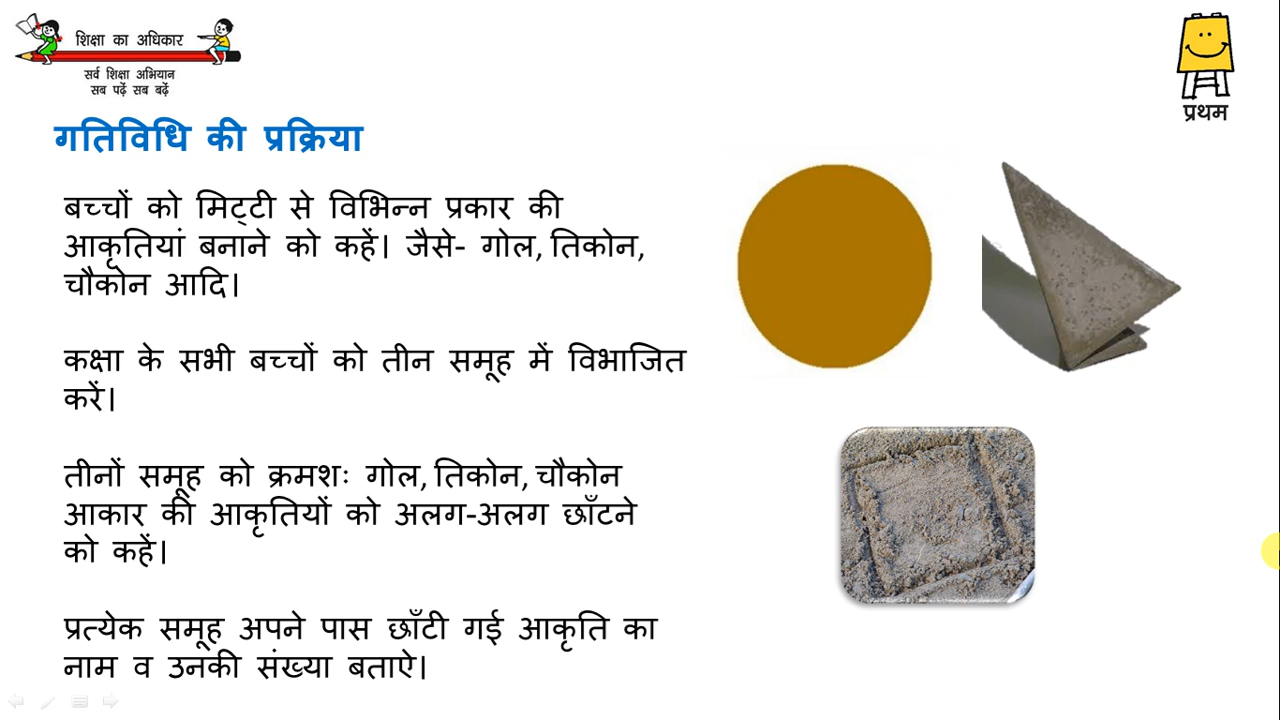 शिक्षा का अधिकार
सर्व शिक्षा अभियान
सब पढ़ें सब बढ़ें
प्रथम
गतिविधि की प्रक्रिया
बच्चों को मिट्टी से विभिन्न प्रकार की
आकृतियां बनाने को कहें। जैसे- गोल, तिकोन,
चौकोन आदि।
कक्षा के सभी बच्चों को तीन समूह में विभाजित
करें।
तीनों समूह को क्रमशः गोल, तिकोन, चौकोन
आकार की आकृतियों को अलग-अलग छाँटने
को कहें।
प्रत्येक समूह अपने पास छाँटी गई आकृति का
नाम व उनकी संख्या बताऐ।